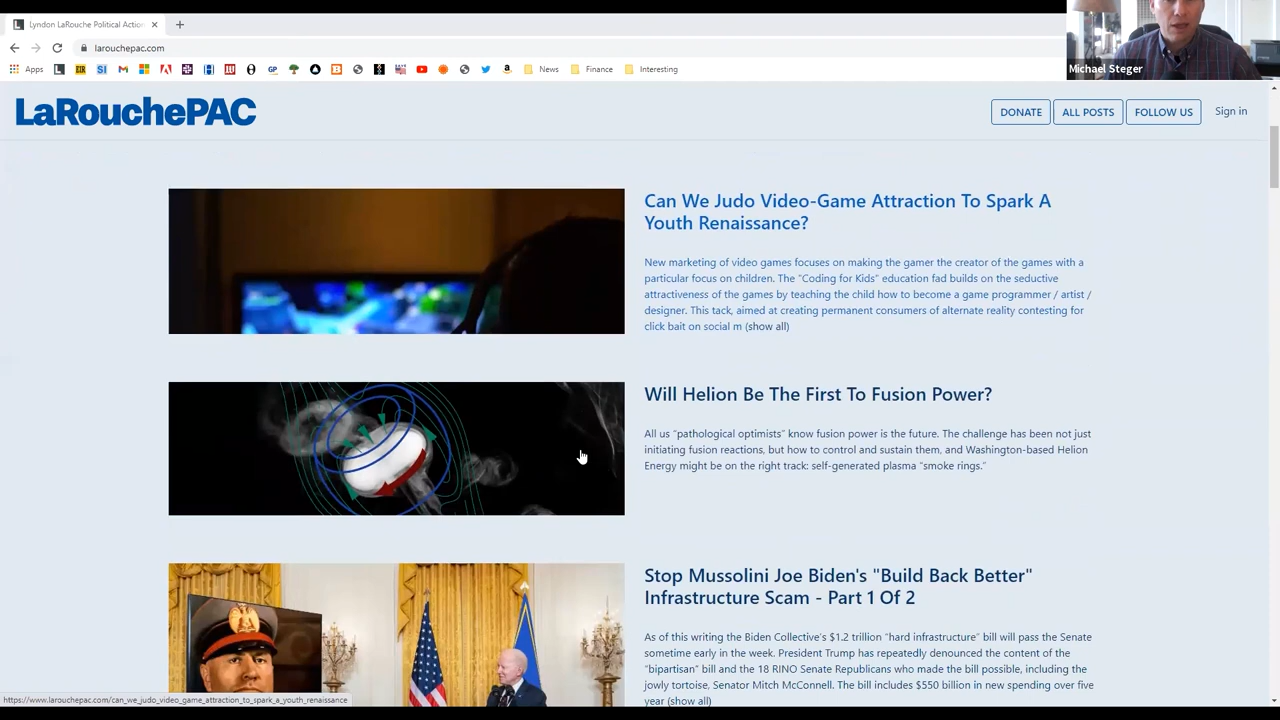 Lyndon LaRouche Political Action
larouchepac.com
Apps
News
Finance
Interesting
Michael Steger
LaRouchePAC
DONATE
ALL POSTS
FOLLOW US
Sign in
Can We Judo Video-Game Attraction To Spark A
Youth Renaissance?
New marketing of video games focuses on making the gamer the creator of the games with a
particular focus on children. The “Coding for Kids” education fad builds on the seductive
attractiveness of the games by teaching the child how to become a game programmer / artist /
designer. This tack, aimed at creating permanent consumers of alternate reality contesting for
click bait on social m (show all)
Will Helion Be The First To Fusion Power?
All us “pathological optimists” know fusion power is the future. The challenge has been not just
initiating fusion reactions, but how to control and sustain them, and Washington-based Helion
Energy might be on the right track: self-generated plasma “smoke rings.”
Stop Mussolini Joe Biden's "Build Back Better"
Infrastructure Scam - Part 1 Of 2
As of this writing the Biden Collective’s $1.2 trillion “hard infrastructure” bill will pass the Senate
sometime early in the week. President Trump has repeatedly denounced the content of the
“bipartisan” bill and the 18 RINO Senate Republicans who made the bill possible, including the
jowly tortoise, Senator Mitch McConnell. The bill includes $550 billion in new spending over five
year (show all)
https://www.larouchepac.com/can_we_judo_video_game_attraction_to_spark_a_youth_renaissance